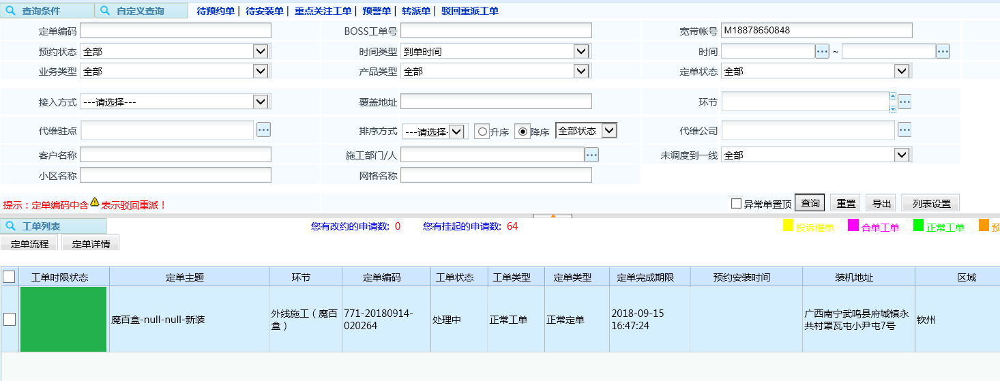 查询条件 自定义查询 待预约单 | 待安装单 | 重点关注工单 | 预警单 | 转派单 | 驳回重派工单
定单编码 BOSS工单号 宽带帐号 M18878650848
预约状态 全部 时间类型 到单时间 时间 ... ~ ...
业务类型 全部 产品类型 全部 定单状态 全部
接入方式 ---请选择--- 覆盖地址 环节 ...
代维驻点 ... 排序方式 ---请选择- 升序 降序 全部状态 代维公司 ...
客户名称 施工部门/人 ... 未调度到一线 全部
小区名称 网格名称
提示：定单编码中含 表示驳回重派！ 异常单置顶 查询 重置 导出 列表设置
工单列表 您有改约的申请数: 0 您有挂起的申请数: 64 投诉催单 合单工单 正常工单 预
定单流程 定单详情
工单时限状态 定单主题 环节 定单编码 工单状态 工单类型 定单类型 定单完成期限 预约安装时间 装机地址 区域
魔百盒-null-null-新装 外线施工（魔百 771-20180914- 处理中 正常工单 正常定单 2018-09-15 广西南宁武鸣县府城镇永 钦州
盒） 020264 16:47:24 共村罩瓦屯小尹屯7号